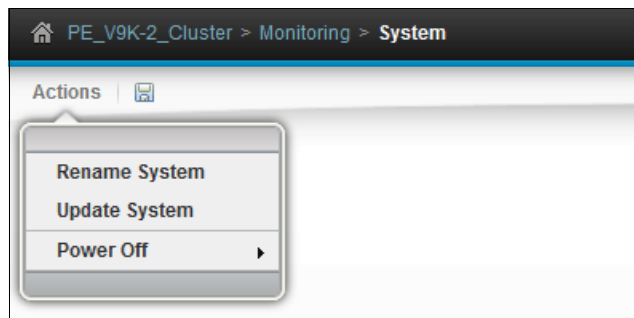 PE_V9K-2_Cluster > Monitoring > System
Actions
Rename System
Update System
Power Off